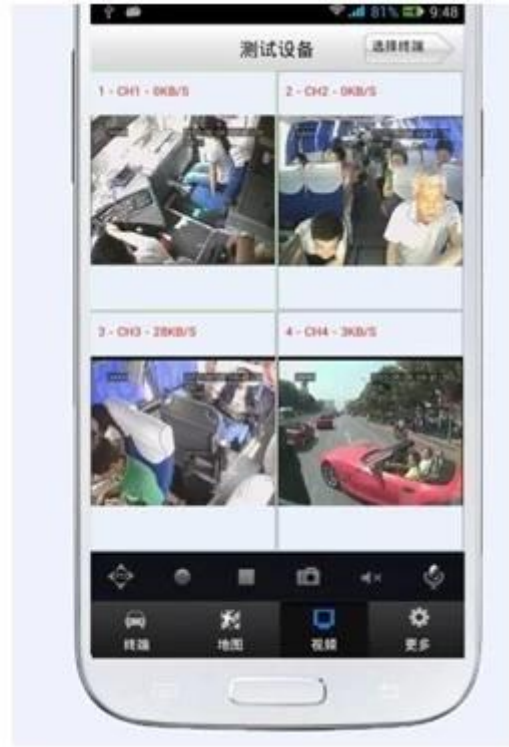 81% 9:48
测试设备 选择终端
1 - CH1 - 0KB/S 2 - CH2 - 0KB/S
3 - CH3 - 28KB/S 4 - CH4 - 3KB/S
终端 地图 视频 更多